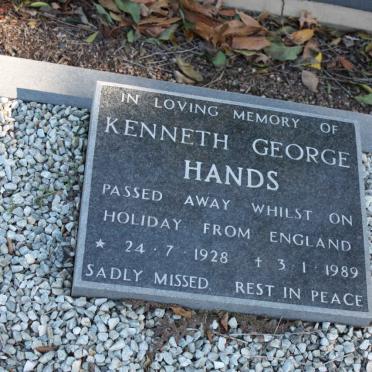 IN LOVING MEMORY OF
KENNETH GEORGE
HANDS
PASSED AWAY WHILST ON
HOLIDAY FROM ENGLAND
★ 24·7·1928 † 3·1·1989
SADLY MISSED. REST IN PEACE